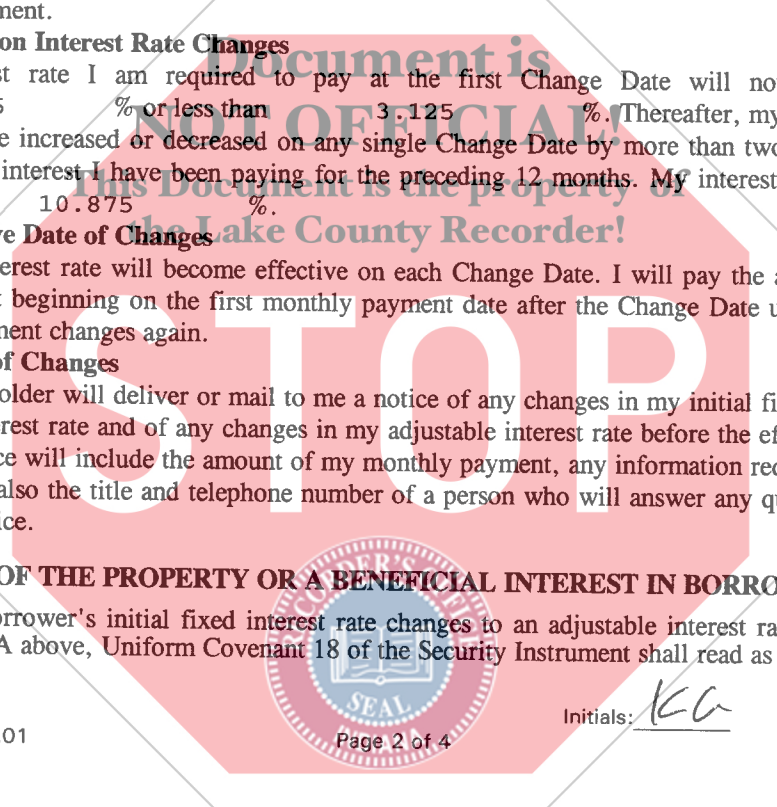 ment.
on Interest Rate Changes
st rate I am required to pay at the first Change Date will no
% or less than 3.125 %. Thereafter, my
e increased or decreased on any single Change Date by more than two
interest I have been paying for the preceding 12 months. My interest
10.875 %.
ve Date of Changes
erest rate will become effective on each Change Date. I will pay the a
t beginning on the first monthly payment date after the Change Date u
ment changes again.
of Changes
older will deliver or mail to me a notice of any changes in my initial fi
rest rate and of any changes in my adjustable interest rate before the ef
ce will include the amount of my monthly payment, any information req
also the title and telephone number of a person who will answer any qu
ice.
OF THE PROPERTY OR A BENEFICIAL INTEREST IN BORRO
orrower's initial fixed interest rate changes to an adjustable interest ra
A above, Uniform Covenant 18 of the Security Instrument shall read as
Initials: KG
.01
Page 2 of 4
Document is
NOT OFFICIAL!
This Document is the property of
the Lake County Recorder!
STOP
RECORDER'S OFFICE
SEAL
INDIANA